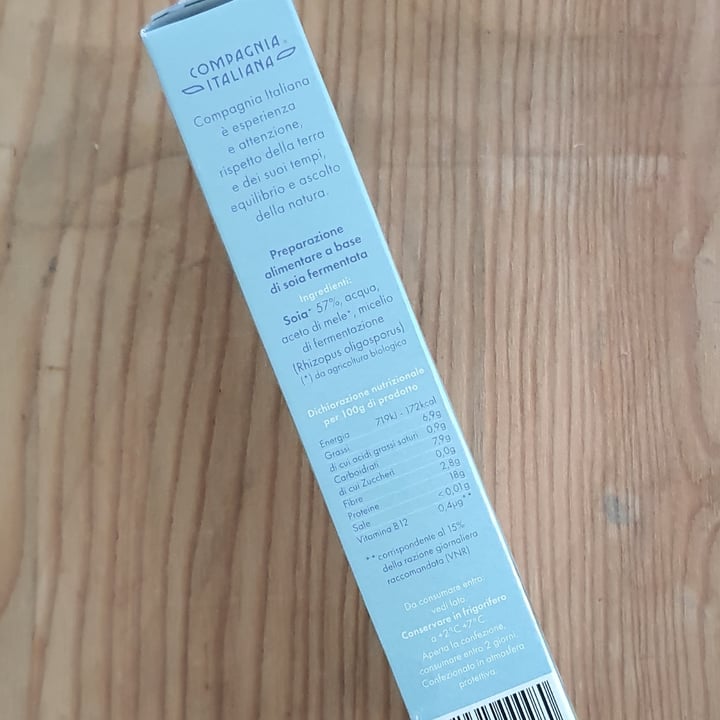 COMPAGNIA®
ITALIANA
Compagnia Italiana
è esperienza
e attenzione,
rispetto della terra
e dei suoi tempi,
equilibrio e ascolto
della natura.
Preparazione
alimentare a base
di soia fermentata
Ingredienti:
Soia* 57%, acqua,
aceto di mele*, micelio
di fermentazione
(Rhizopus oligosporus)
(*) da agricoltura biologica
Dichiarazione nutrizionale
per 100g di prodotto
Energia 719kJ - 172kcal
Grassi 6,9g
di cui acidi grassi saturi 0,9g
Carboidrati 7,9g
di cui Zuccheri 0,0g
Fibre 2,8g
Proteine 18g
Sale <0,01g
Vitamina B12 0,4µg**
**corrispondente al 15%
della razione giornaliera
raccomandata (VNR)
Da consumare entro:
vedi lato.
Conservare in frigorifero
a +2°C +7°C
Aperta la confezione,
consumare entro 2 giorni.
Confezionato in atmosfera
protettiva.